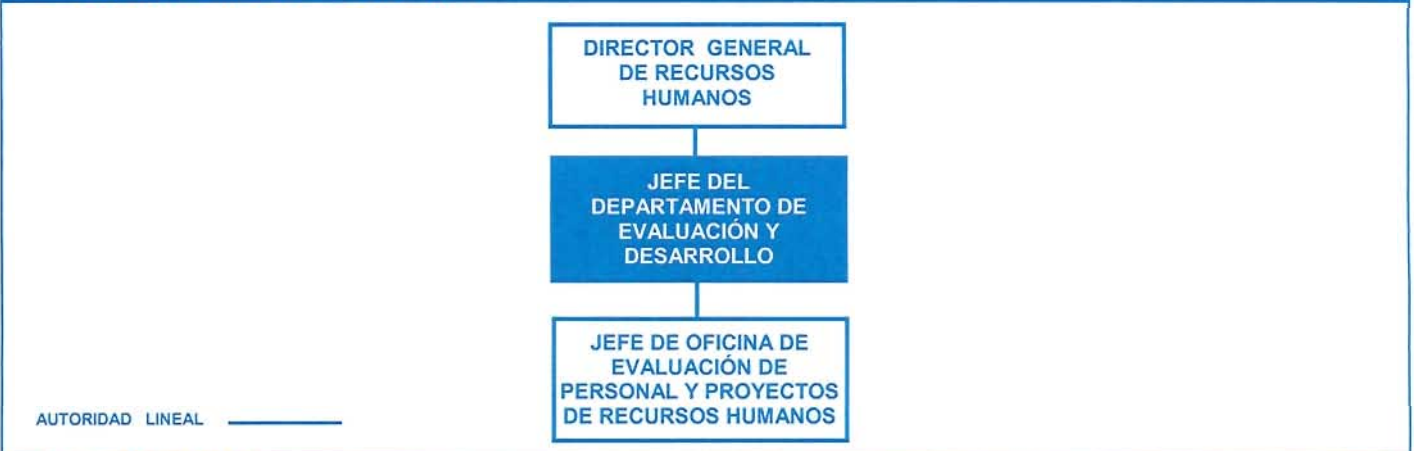 DIRECTOR GENERAL
DE RECURSOS
HUMANOS
JEFE DEL
DEPARTAMENTO DE
EVALUACIÓN Y
DESARROLLO
JEFE DE OFICINA DE
EVALUACIÓN DE
PERSONAL Y PROYECTOS
DE RECURSOS HUMANOS
AUTORIDAD LINEAL